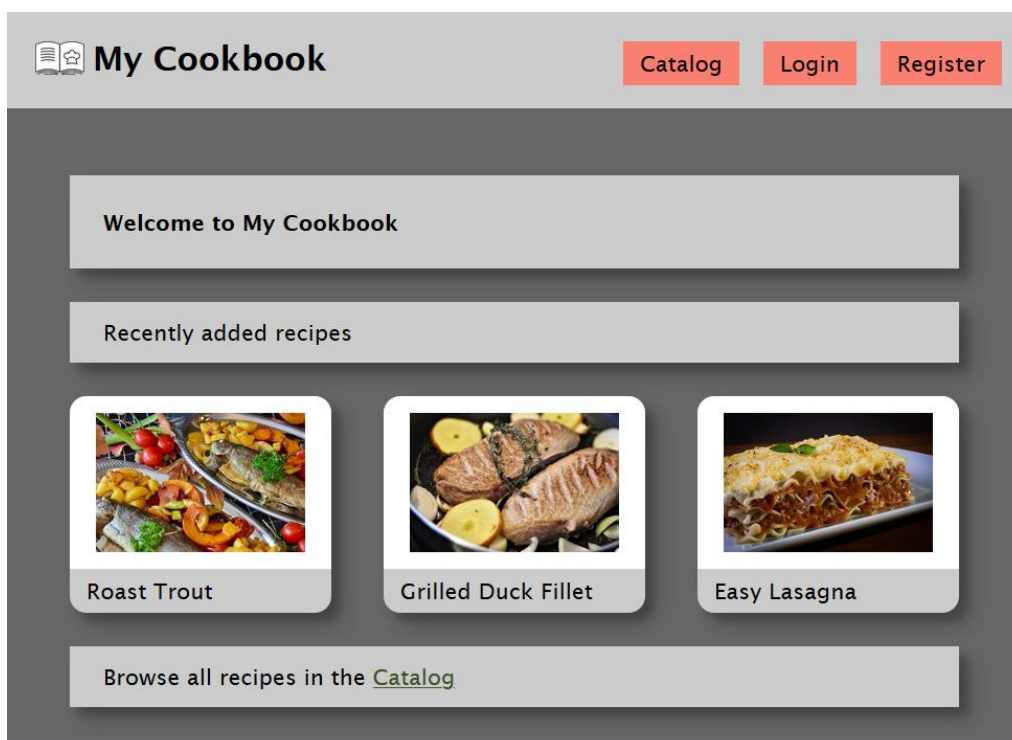 My Cookbook
Catalog Login Register
Welcome to My Cookbook
Recently added recipes
Roast Trout
Grilled Duck Fillet
Easy Lasagna
Browse all recipes in the Catalog